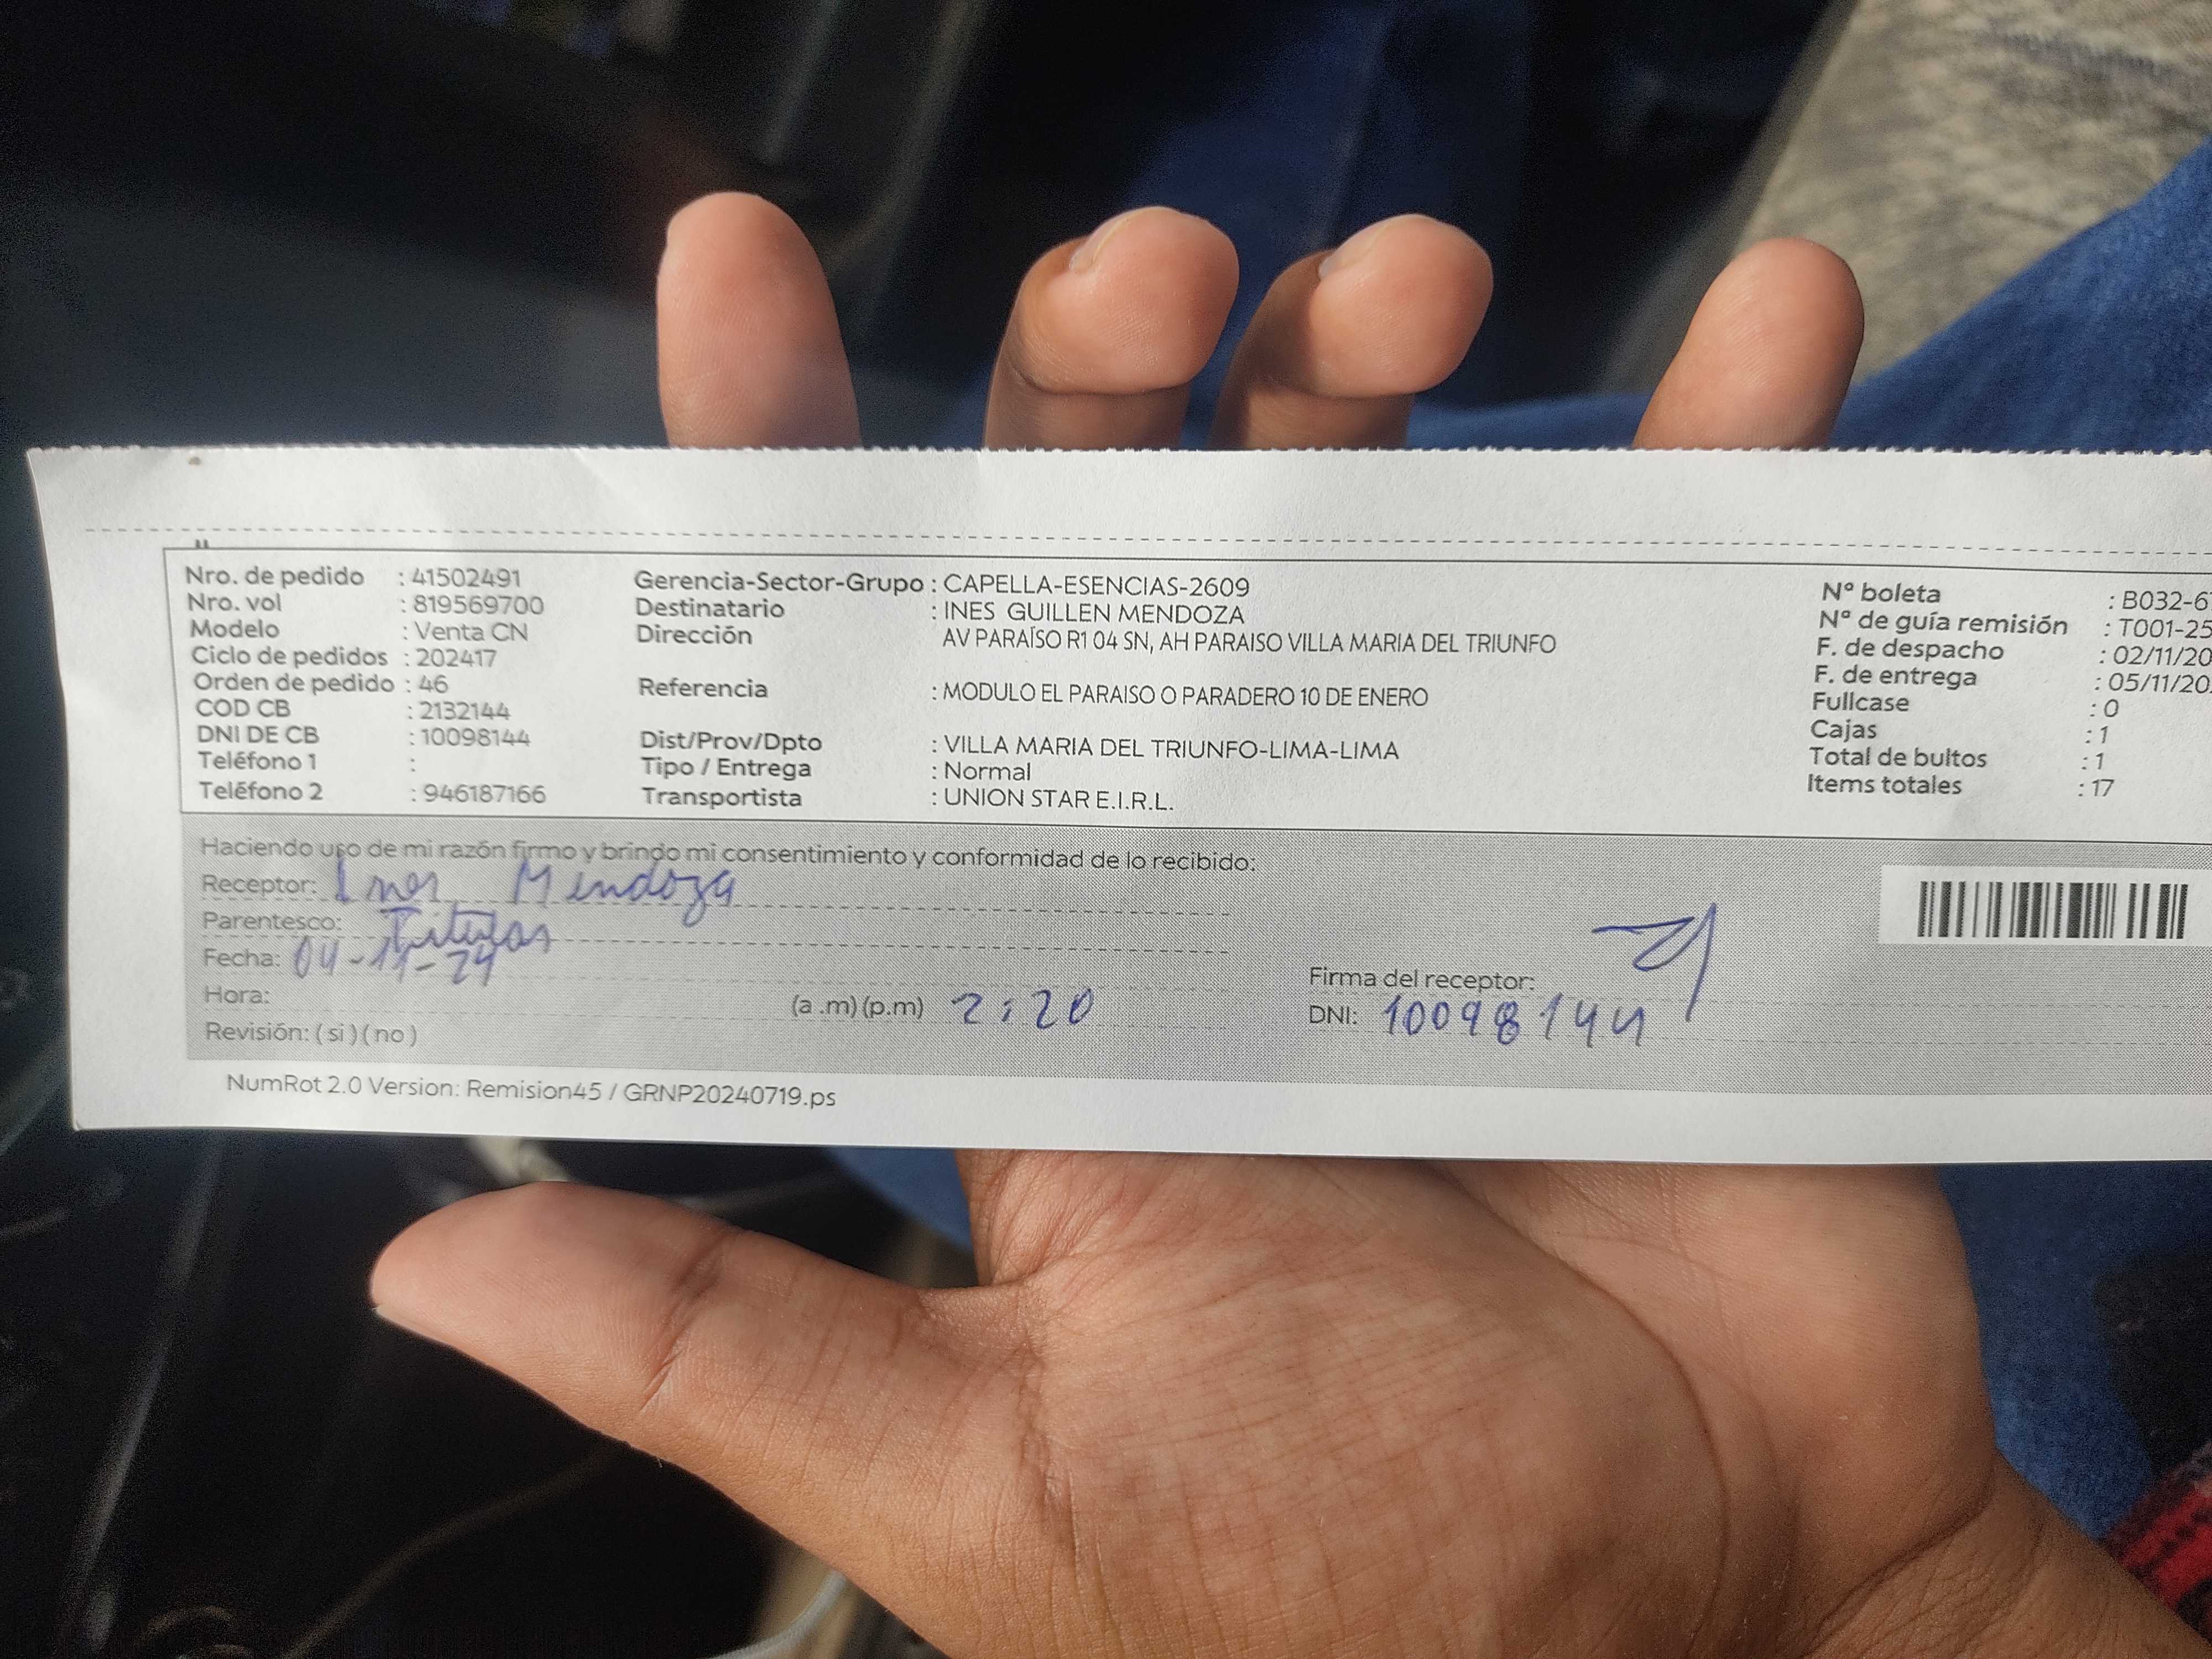 Nro. de pedido : 41502491
Nro. vol : 819569700
Modelo : Venta CN
Ciclo de pedidos : 202417
Orden de pedido : 46
COD CB : 2132144
DNI DE CB : 10098144
Teléfono 1 :
Teléfono 2 : 946187166
Gerencia-Sector-Grupo : CAPELLA-ESENCIAS-2609
Destinatario : INES GUILLEN MENDOZA
Dirección AV PARAÍSO R1 04 SN, AH PARAISO VILLA MARIA DEL TRIUNFO
Referencia : MODULO EL PARAISO O PARADERO 10 DE ENERO
Dist/Prov/Dpto : VILLA MARIA DEL TRIUNFO-LIMA-LIMA
Tipo / Entrega : Normal
Transportista : UNION STAR E.I.R.L.
Nº boleta : B032-6
Nº de guía remisión : T001-25
F. de despacho : 02/11/20
F. de entrega : 05/11/20
Fullcase : 0
Cajas : 1
Total de bultos : 1
Items totales : 17
Haciendo uso de mi razón firmo y brindo mi consentimiento y conformidad de lo recibido:
Receptor: Ines Mendoza
Parentesco: Titular
Fecha: 04-11-24
Hora: (a .m) (p.m) 2:20
Revisión: ( si ) ( no )
Firma del receptor:
DNI: 10098144
NumRot 2.0 Version: Remision45 / GRNP20240719.ps